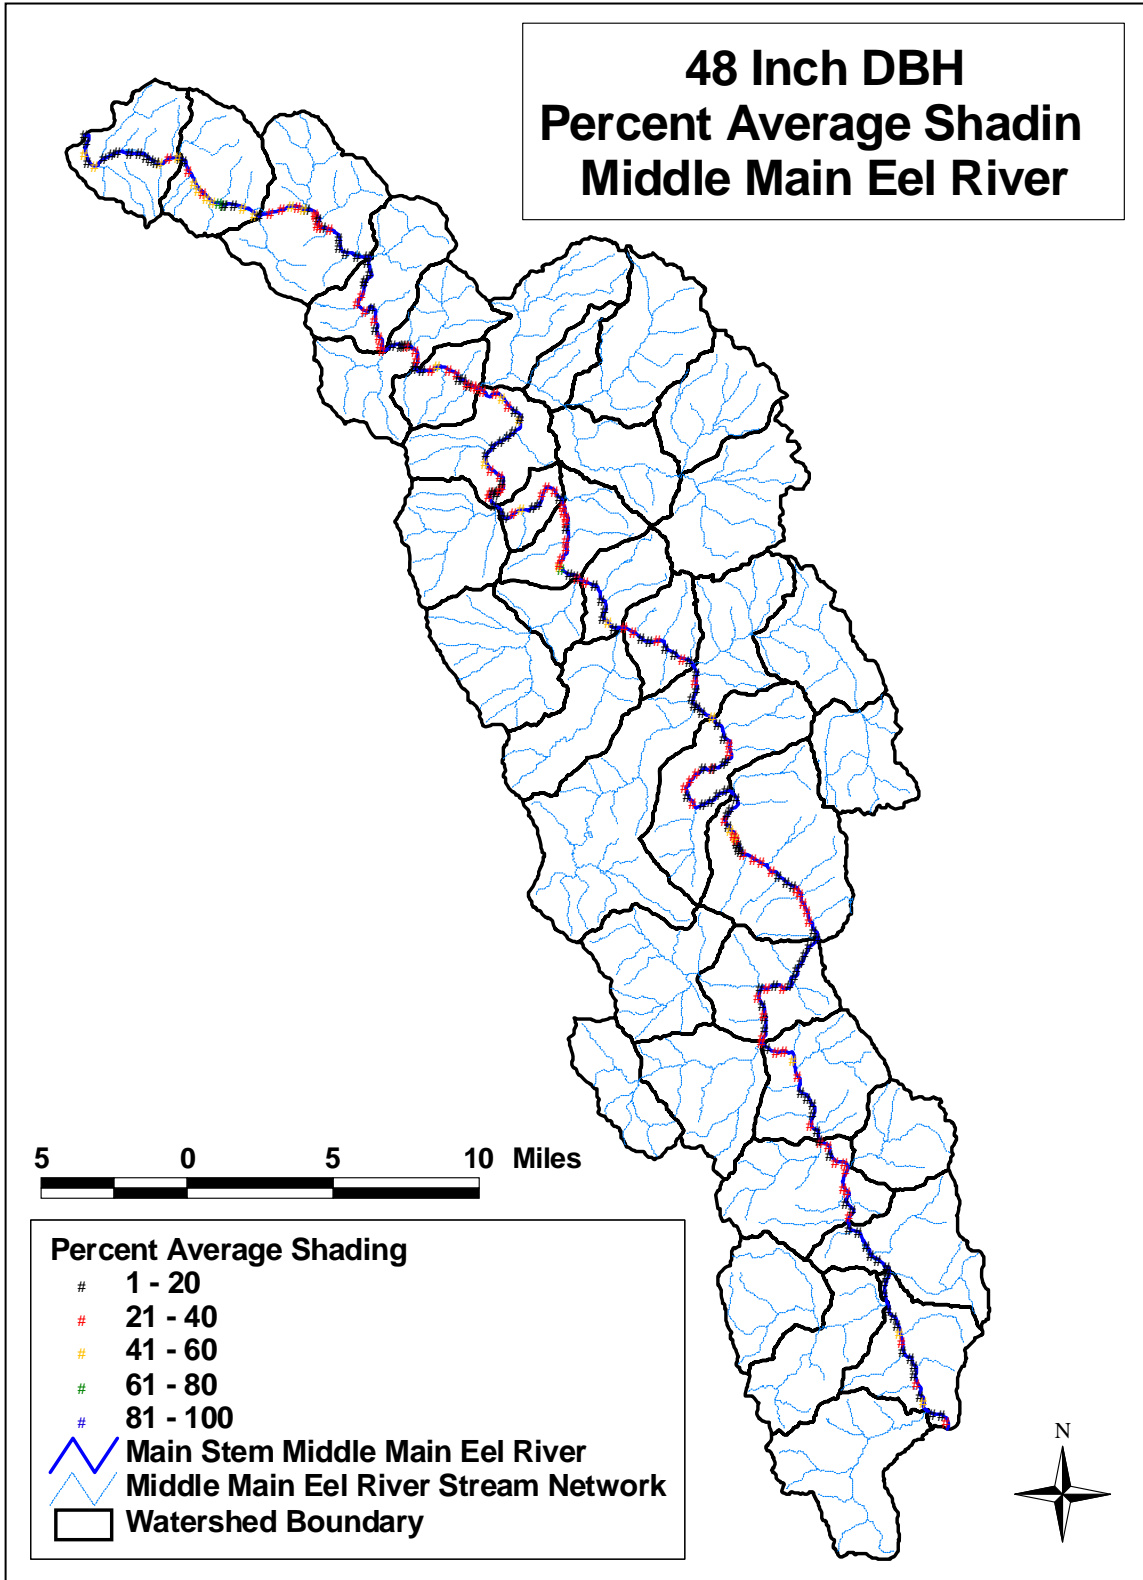 48 Inch DBH
Percent Average Shadin
Middle Main Eel River
5 0 5 10 Miles
Percent Average Shading
# 1 - 20
# 21 - 40
# 41 - 60
# 61 - 80
# 81 - 100
Main Stem Middle Main Eel River
Middle Main Eel River Stream Network
Watershed Boundary
N